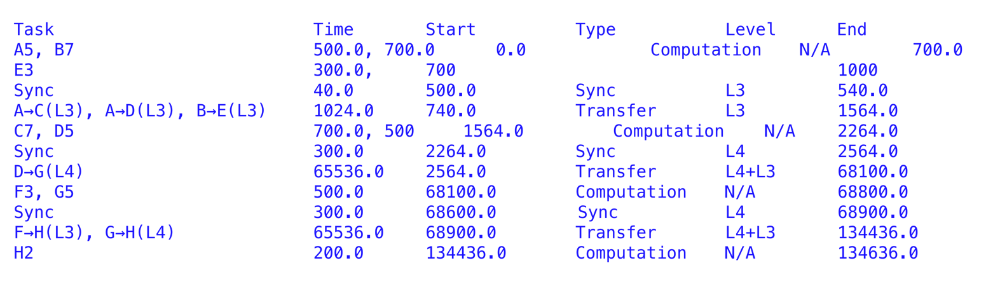 Task Time Start Type Level End
A5, B7 500.0, 700.0 0.0 Computation N/A 700.0
E3 300.0, 700 1000
Sync 40.0 500.0 Sync L3 540.0
A→C(L3), A→D(L3), B→E(L3) 1024.0 740.0 Transfer L3 1564.0
C7, D5 700.0, 500 1564.0 Computation N/A 2264.0
Sync 300.0 2264.0 Sync L4 2564.0
D→G(L4) 65536.0 2564.0 Transfer L4+L3 68100.0
F3, G5 500.0 68100.0 Computation N/A 68800.0
Sync 300.0 68600.0 Sync L4 68900.0
F→H(L3), G→H(L4) 65536.0 68900.0 Transfer L4+L3 134436.0
H2 200.0 134436.0 Computation N/A 134636.0